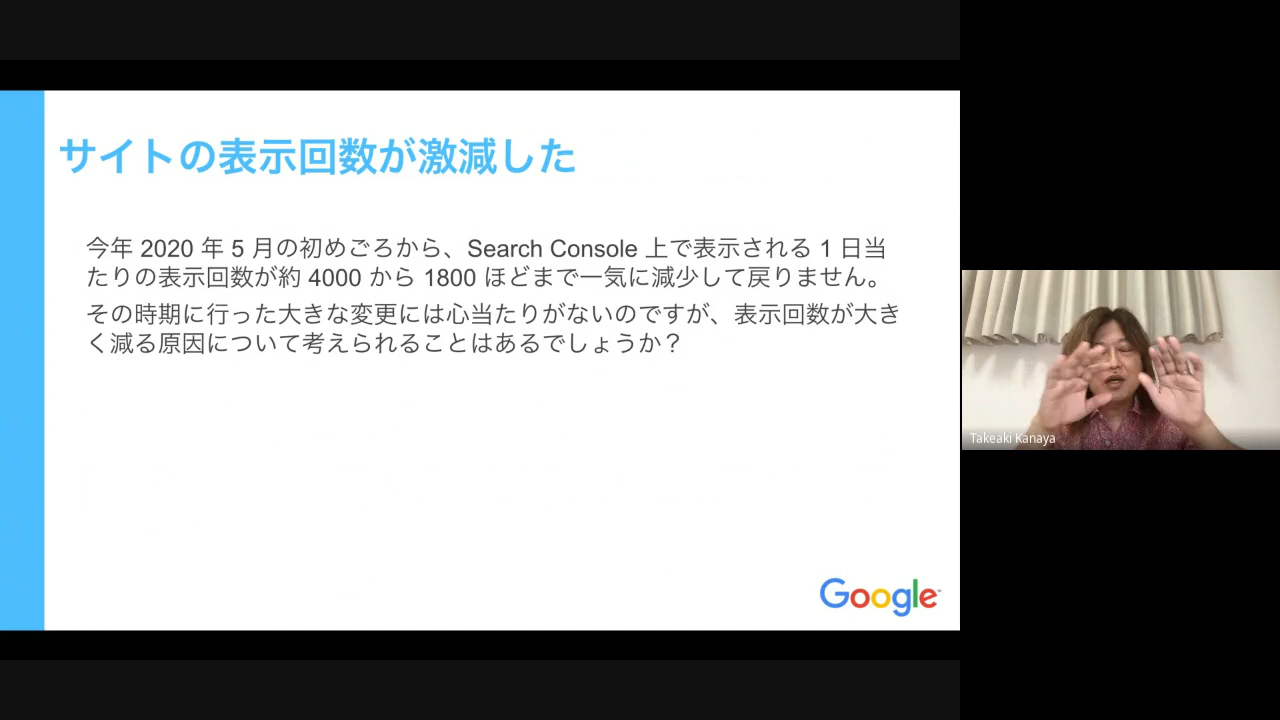 サイトの表示回数が激減した
今年 2020 年 5 月の初めごろから、Search Console 上で表示される 1 日当
たりの表示回数が約 4000 から 1800 ほどまで一気に減少して戻りません。
その時期に行った大きな変更には心当たりがないのですが、表示回数が大き
く減る原因について考えられることはあるでしょうか？
Google
Takeaki Kanaya